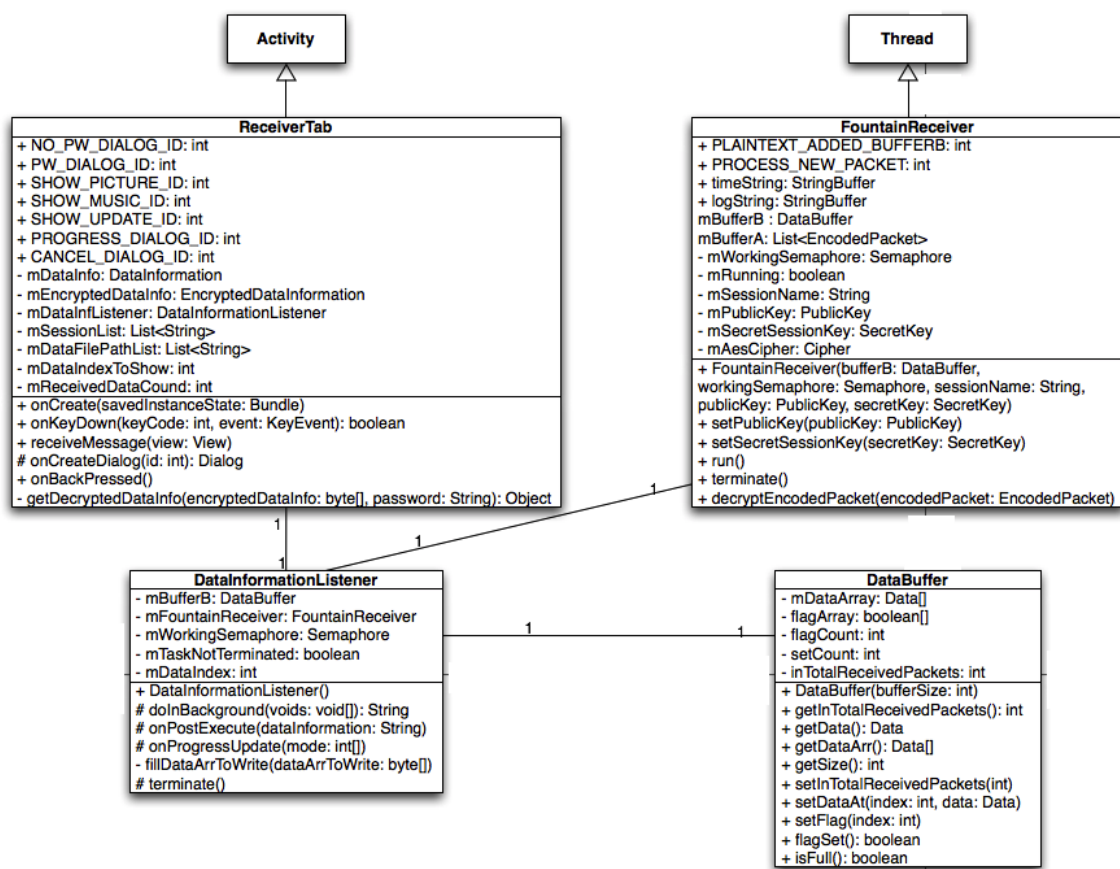 Activity
Thread
ReceiverTab
+ NO_PW_DIALOG_ID: int
+ PW_DIALOG_ID: int
+ SHOW_PICTURE_ID: int
+ SHOW_MUSIC_ID: int
+ SHOW_UPDATE_ID: int
+ PROGRESS_DIALOG_ID: int
+ CANCEL_DIALOG_ID: int
- mDataInfo: DataInformation
- mEncryptedDataInfo: EncryptedDataInformation
- mDataInfListener: DataInformationListener
- mSessionList: List<String>
- mDataFilePathList: List<String>
- mDataIndexToShow: int
- mReceivedDataCound: int
+ onCreate(savedInstanceState: Bundle)
+ onKeyDown(keyCode: int, event: KeyEvent): boolean
+ receiveMessage(view: View)
# onCreateDialog(id: int): Dialog
+ onBackPressed()
- getDecryptedDataInfo(encryptedDataInfo: byte[], password: String): Object
FountainReceiver
+ PLAINTEXT_ADDED_BUFFERB: int
+ PROCESS_NEW_PACKET: int
+ timeString: StringBuffer
+ logString: StringBuffer
mBufferB : DataBuffer
mBufferA: List<EncodedPacket>
- mWorkingSemaphore: Semaphore
- mRunning: boolean
- mSessionName: String
- mPublicKey: PublicKey
- mSecretSessionKey: SecretKey
- mAesCipher: Cipher
+ FountainReceiver(bufferB: DataBuffer,
workingSemaphore: Semaphore, sessionName: String,
publicKey: PublicKey, secretKey: SecretKey)
+ setPublicKey(publicKey: PublicKey)
+ setSecretSessionKey(secretKey: SecretKey)
+ run()
+ terminate()
+ decryptEncodedPacket(encodedPacket: EncodedPacket)
1
1
1
1
DataInformationListener
- mBufferB: DataBuffer
- mFountainReceiver: FountainReceiver
- mWorkingSemaphore: Semaphore
- mTaskNotTerminated: boolean
- mDataIndex: int
+ DataInformationListener()
# doInBackground(voids: void[]): String
# onPostExecute(dataInformation: String)
# onProgressUpdate(mode: int[])
- fillDataArrToWrite(dataArrToWrite: byte[])
# terminate()
1
1
DataBuffer
- mDataArray: Data[]
- flagArray: boolean[]
- flagCount: int
- setCount: int
- inTotalReceivedPackets: int
+ DataBuffer(bufferSize: int)
+ getInTotalReceivedPackets(): int
+ getData(): Data
+ getDataArr(): Data[]
+ getSize(): int
+ setInTotalReceivedPackets(int)
+ setDataAt(index: int, data: Data)
+ setFlag(index: int)
+ flagSet(): boolean
+ isFull(): boolean